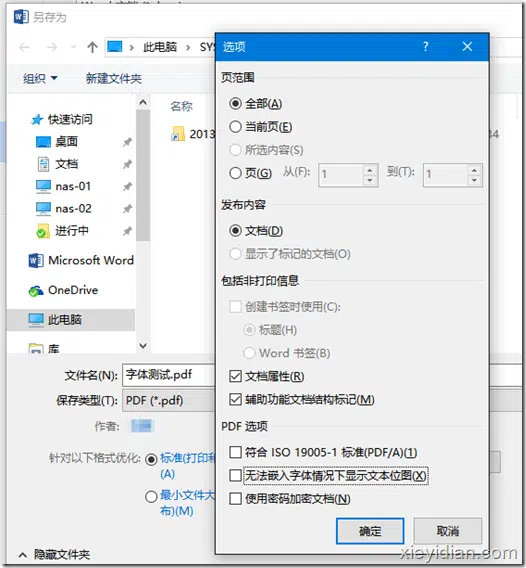 另存为
此电脑
SYS
组织
新建文件夹
快速访问
桌面
文档
nas-01
nas-02
进行中
Microsoft Word
OneDrive
此电脑
库
名称
2013
文件名(N):
字体测试.pdf
保存类型(T):
PDF (*.pdf)
作者:
针对以下格式优化:
标准(打印和
(A)
最小文件大
布)(M)
隐藏文件夹
选项
?
页范围
全部(A)
当前页(E)
所选内容(S)
页(G)
从(F):
1
到(T):
1
发布内容
文档(D)
显示了标记的文档(O)
包括非打印信息
创建书签时使用(C):
标题(H)
Word 书签(B)
文档属性(R)
辅助功能文档结构标记(M)
PDF 选项
符合 ISO 19005-1 标准(PDF/A)(1)
无法嵌入字体情况下显示文本位图(X)
使用密码加密文档(N)
确定
取消
xieyidian.com